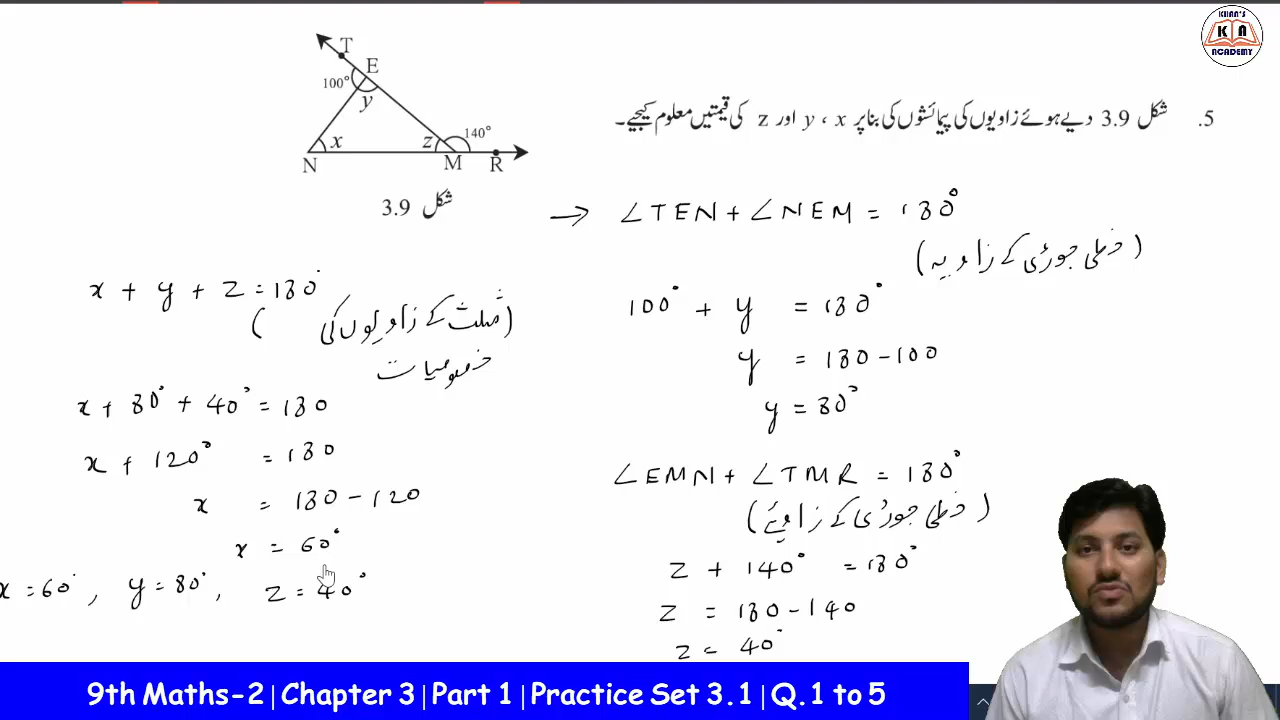 KHAN'S
K A
ACADEMY
5. شکل 3.9 دیے ہوئے زاویوں کی پیمائشوں کی بنا پر x ، y اور z کی قیمتیں معلوم کیجیے۔
T
E
100°
y
x
z
140°
N
M
R
شکل 3.9
→ ∠TEN + ∠NEM = 180°
(خطی جوڑی کے زاویہ)
100° + y = 180°
y = 180 - 100
y = 80°
∠EMN + ∠TMR = 180°
(خطی جوڑی کے زاویئے)
z + 140° = 180°
z = 180 - 140
z = 40°
x + y + z = 180°
(مثلث کے زاویوں کی
خصوصیات
x + 80° + 40° = 180
x + 120° = 180
x = 180 - 120
x = 60°
x = 60°, y = 80°, z = 40°
9th Maths-2|Chapter 3|Part 1|Practice Set 3.1|Q.1 to 5